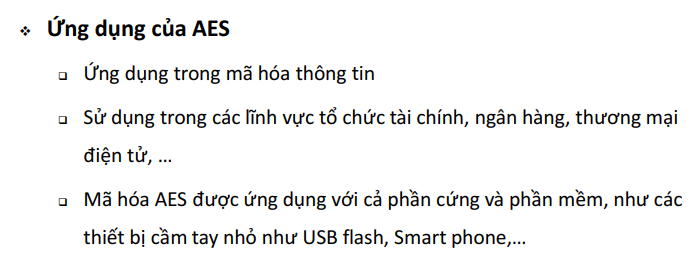 ❖ Ứng dụng của AES
❑ Ứng dụng trong mã hóa thông tin
❑ Sử dụng trong các lĩnh vực tổ chức tài chính, ngân hàng, thương mại
điện tử, …
❑ Mã hóa AES được ứng dụng với cả phần cứng và phần mềm, như các
thiết bị cầm tay nhỏ như USB flash, Smart phone,…